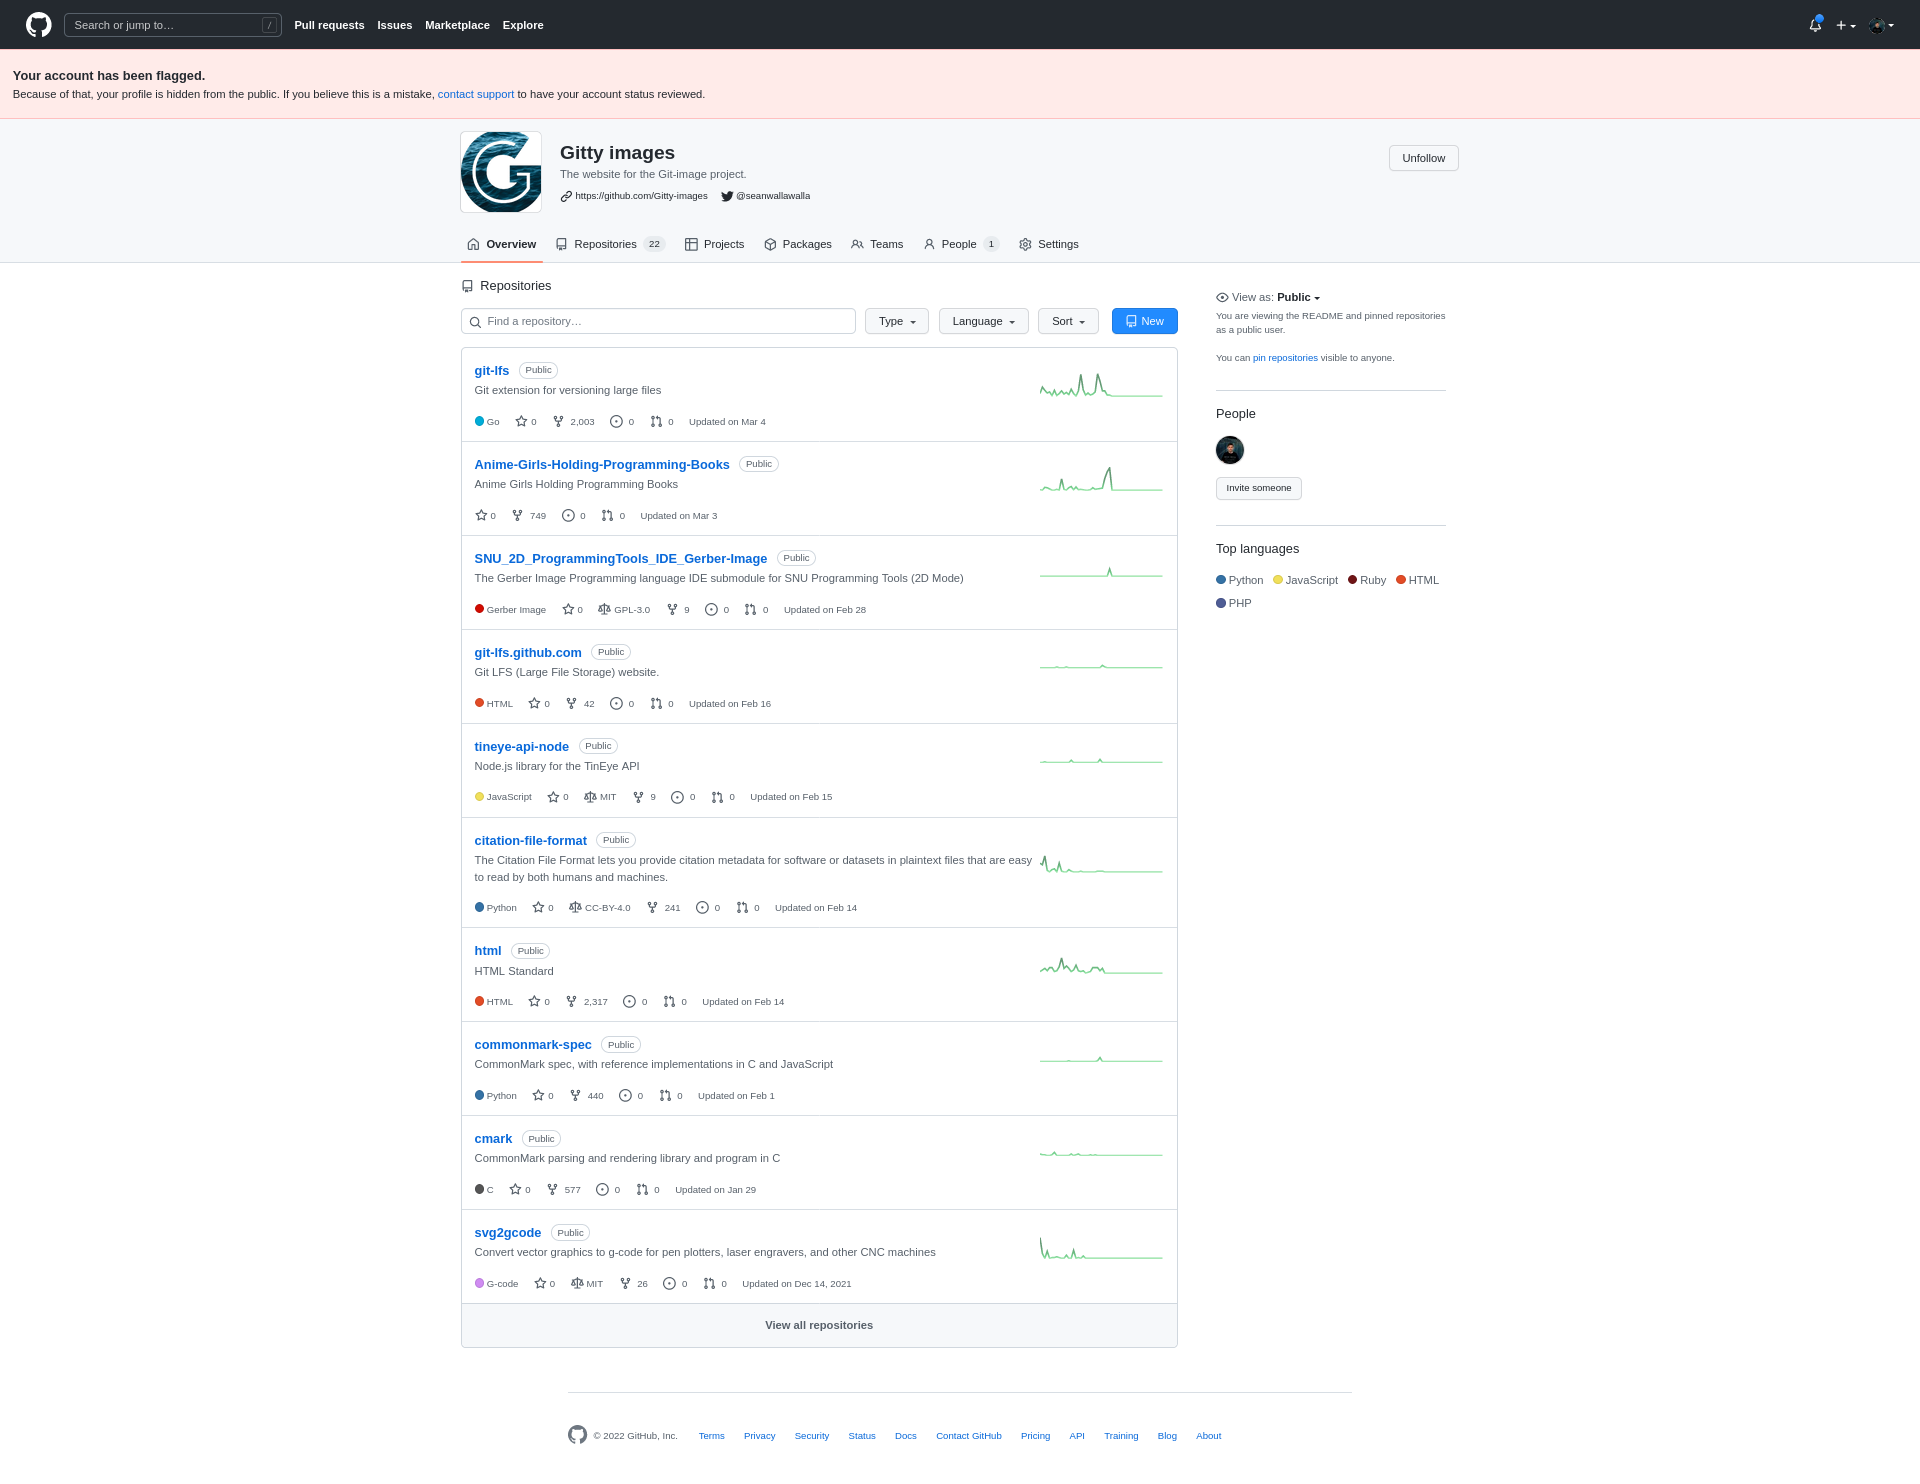 Search or jump to… /
Pull requests Issues Marketplace Explore
Your account has been flagged.
Because of that, your profile is hidden from the public. If you believe this is a mistake, contact support to have your account status reviewed.
Gitty images
The website for the Git-image project.
https://github.com/Gitty-images @seanwallawalla
Unfollow
Overview Repositories 22 Projects Packages Teams People 1 Settings
Repositories
Find a repository… Type Language Sort New
git-lfs Public
Git extension for versioning large files
Go 0 2,003 0 0 Updated on Mar 4
Anime-Girls-Holding-Programming-Books Public
Anime Girls Holding Programming Books
0 749 0 0 Updated on Mar 3
SNU_2D_ProgrammingTools_IDE_Gerber-Image Public
The Gerber Image Programming language IDE submodule for SNU Programming Tools (2D Mode)
Gerber Image 0 GPL-3.0 9 0 0 Updated on Feb 28
git-lfs.github.com Public
Git LFS (Large File Storage) website.
HTML 0 42 0 0 Updated on Feb 16
tineye-api-node Public
Node.js library for the TinEye API
JavaScript 0 MIT 9 0 0 Updated on Feb 15
citation-file-format Public
The Citation File Format lets you provide citation metadata for software or datasets in plaintext files that are easy
to read by both humans and machines.
Python 0 CC-BY-4.0 241 0 0 Updated on Feb 14
html Public
HTML Standard
HTML 0 2,317 0 0 Updated on Feb 14
commonmark-spec Public
CommonMark spec, with reference implementations in C and JavaScript
Python 0 440 0 0 Updated on Feb 1
cmark Public
CommonMark parsing and rendering library and program in C
C 0 577 0 0 Updated on Jan 29
svg2gcode Public
Convert vector graphics to g-code for pen plotters, laser engravers, and other CNC machines
G-code 0 MIT 26 0 0 Updated on Dec 14, 2021
View all repositories
View as: Public
You are viewing the README and pinned repositories
as a public user.
You can pin repositories visible to anyone.
People
Invite someone
Top languages
Python JavaScript Ruby HTML
PHP
© 2022 GitHub, Inc. Terms Privacy Security Status Docs Contact GitHub Pricing API Training Blog About